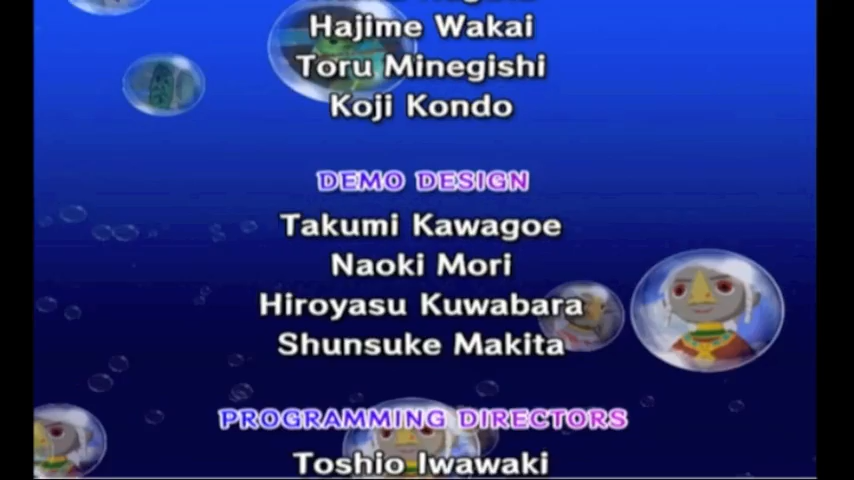 Hajime Wakai
Toru Minegishi
Koji Kondo
DEMO DESIGN
Takumi Kawagoe
Naoki Mori
Hiroyasu Kuwabara
Shunsuke Makita
PROGRAMMING DIRECTORS
Toshio Iwawaki